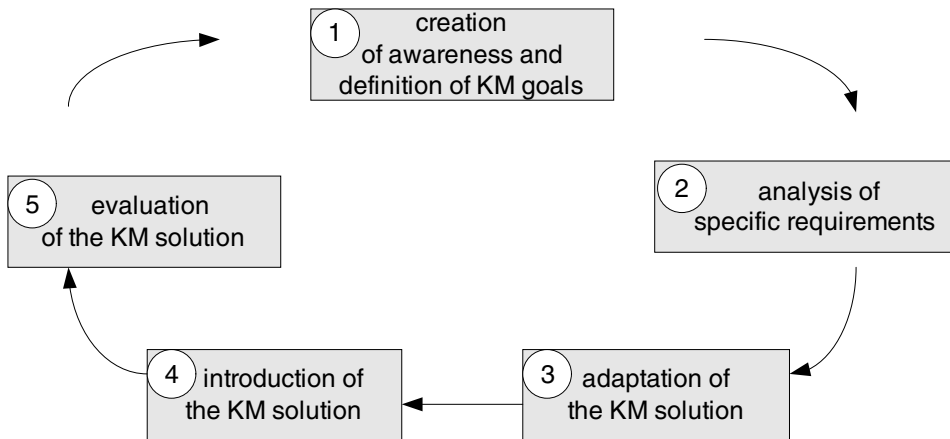 1
creation
of awareness and
definition of KM goals
2
analysis of
specific requirements
3
adaptation of
the KM solution
4
introduction of
the KM solution
5
evaluation
of the KM solution